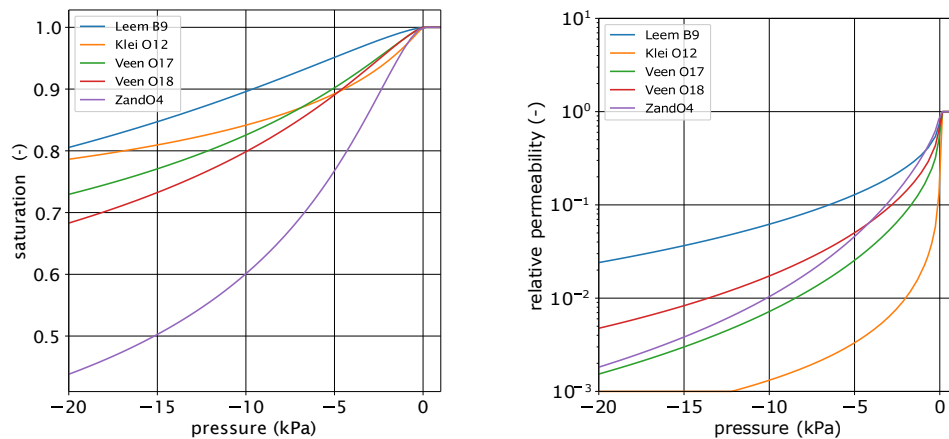 1.0
0.9
0.8
0.7
0.6
0.5
saturation (-)
Leem B9
Klei O12
Veen O17
Veen O18
ZandO4
−20
−15
−10
−5
0
pressure (kPa)
10¹
10⁰
10⁻¹
10⁻²
10⁻³
relative permeability (-)
Leem B9
Klei O12
Veen O17
Veen O18
ZandO4
−20
−15
−10
−5
0
pressure (kPa)